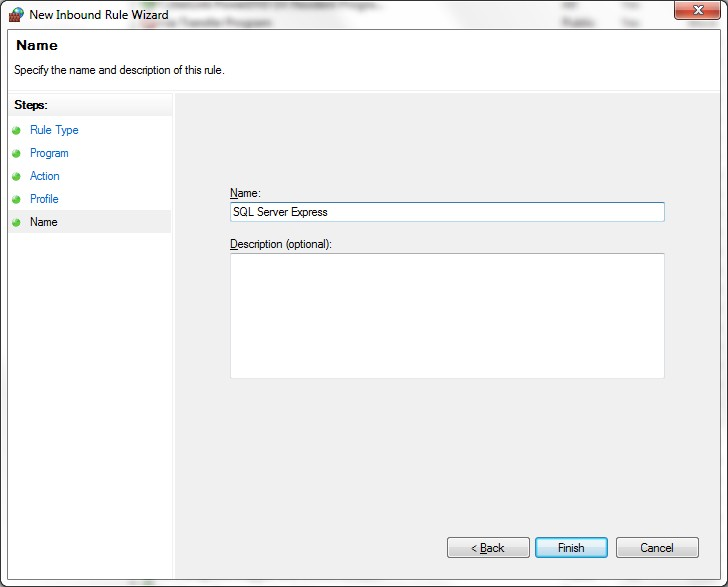 New Inbound Rule Wizard
Name
Specify the name and description of this rule.
Steps:
Rule Type
Program
Action
Profile
Name
Name:
SQL Server Express
Description (optional):
< Back
Finish
Cancel